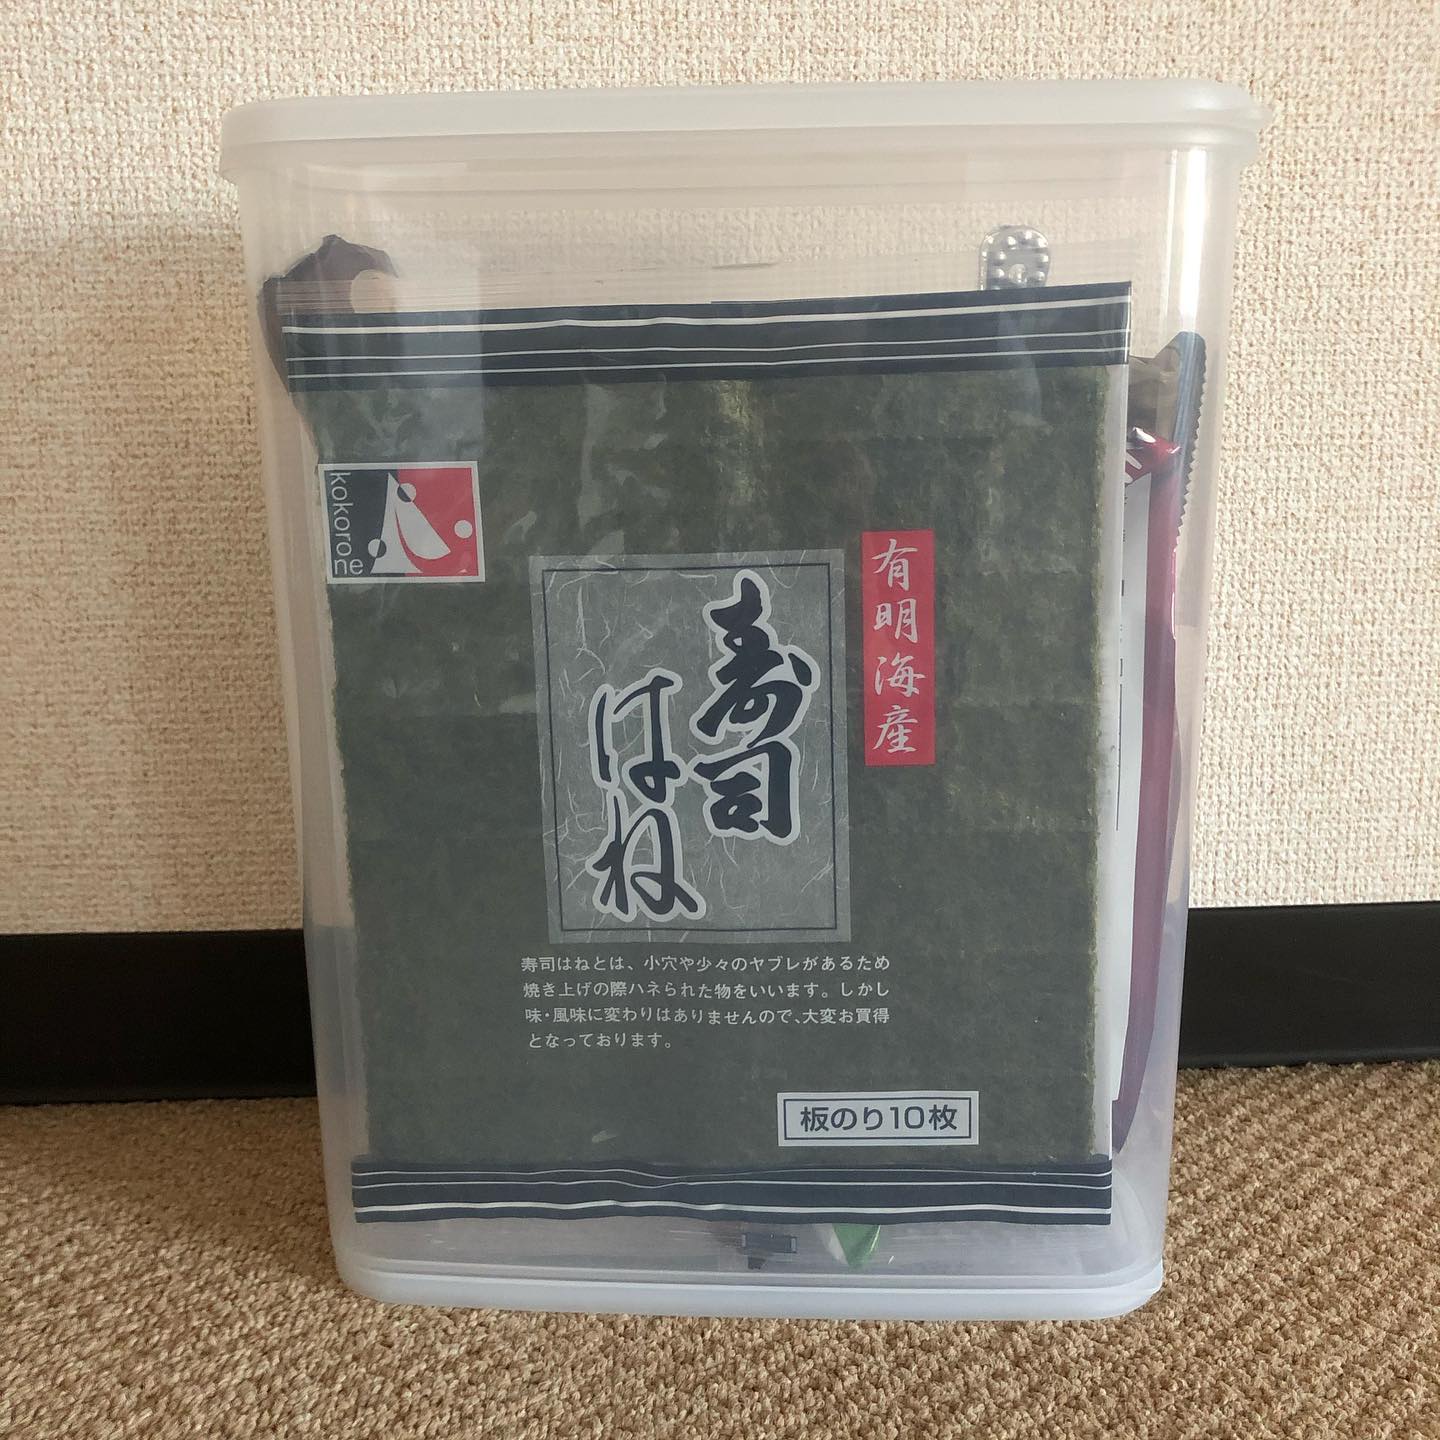 kokorone
有明海産
寿司
はね
寿司はねとは、小穴や少々のヤブレがあるため
焼き上げの際ハネられた物をいいます。しかし
味・風味に変わりはありませんので、大変お買得
となっております。
板のり10枚